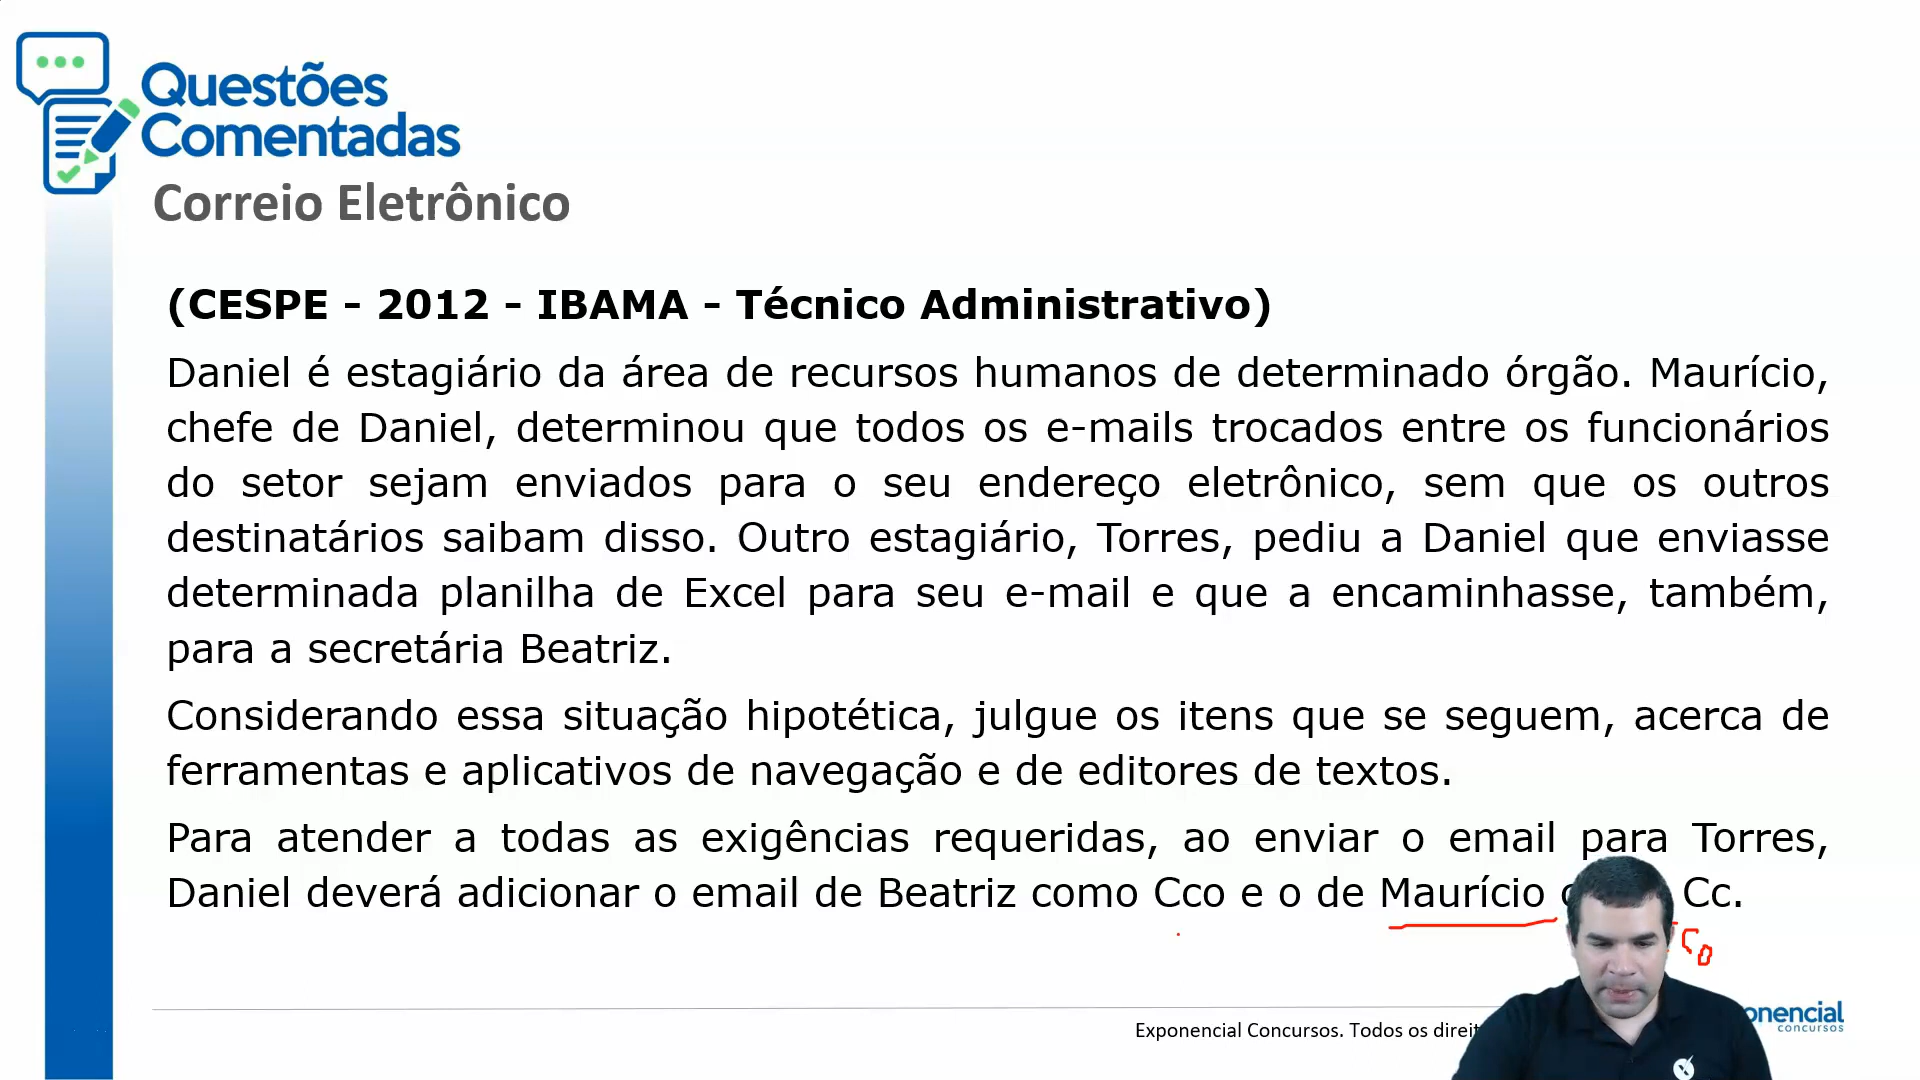 Questões
Comentadas
Correio Eletrônico
(CESPE - 2012 - IBAMA - Técnico Administrativo)
Daniel é estagiário da área de recursos humanos de determinado órgão. Maurício,
chefe de Daniel, determinou que todos os e-mails trocados entre os funcionários
do setor sejam enviados para o seu endereço eletrônico, sem que os outros
destinatários saibam disso. Outro estagiário, Torres, pediu a Daniel que enviasse
determinada planilha de Excel para seu e-mail e que a encaminhasse, também,
para a secretária Beatriz.
Considerando essa situação hipotética, julgue os itens que se seguem, acerca de
ferramentas e aplicativos de navegação e de editores de textos.
Para atender a todas as exigências requeridas, ao enviar o email para Torres,
Daniel deverá adicionar o email de Beatriz como Cco e o de Maurício Cc.
Exponencial Concursos. Todos os
concursos